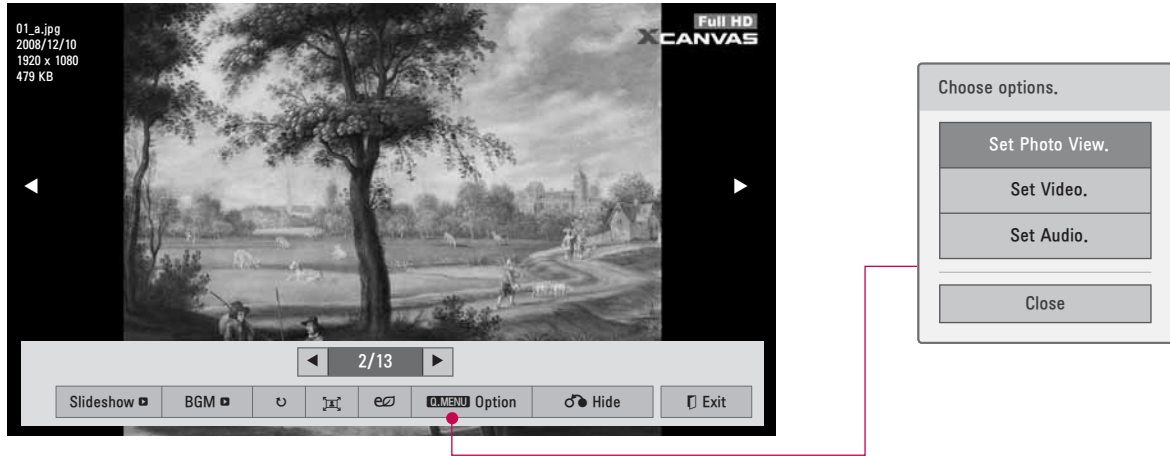 01_a.jpg
2008/12/10
1920 x 1080
479 KB
Full HD
XCANVAS
2/13
Slideshow
BGM
Q.MENU Option
Hide
Exit
Choose options.
Set Photo View.
Set Video.
Set Audio.
Close